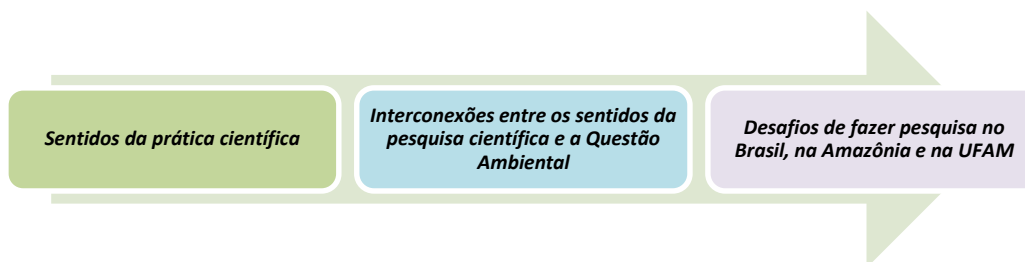 Sentidos da prática científica
Interconexões entre os sentidos da
pesquisa científica e a Questão
Ambiental
Desafios de fazer pesquisa no
Brasil, na Amazônia e na UFAM